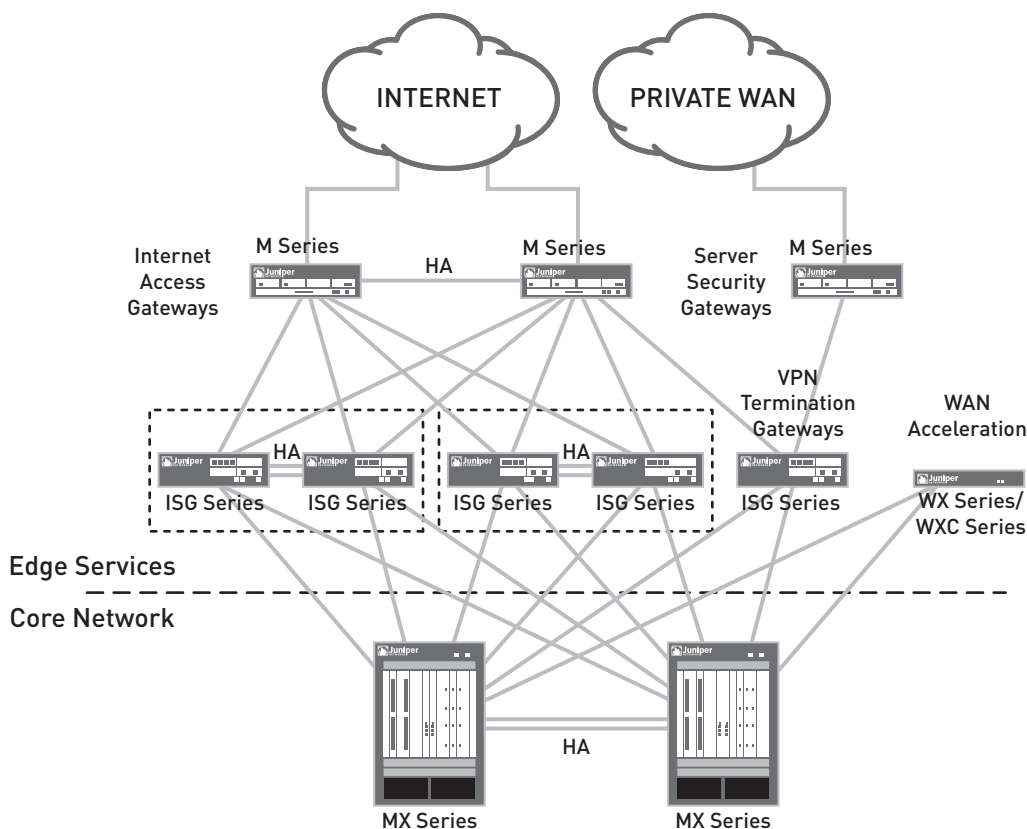 INTERNET
PRIVATE WAN
Internet
Access
Gateways
M Series
HA
M Series
Server
Security
Gateways
M Series
Juniper
Juniper
Juniper
VPN
Termination
Gateways
WAN
Acceleration
HA
HA
Juniper
Juniper
Juniper
Juniper
Juniper
Juniper
ISG Series
ISG Series
ISG Series
ISG Series
ISG Series
WX Series/
WXC Series
Edge Services
Core Network
Juniper
Juniper
HA
MX Series
MX Series